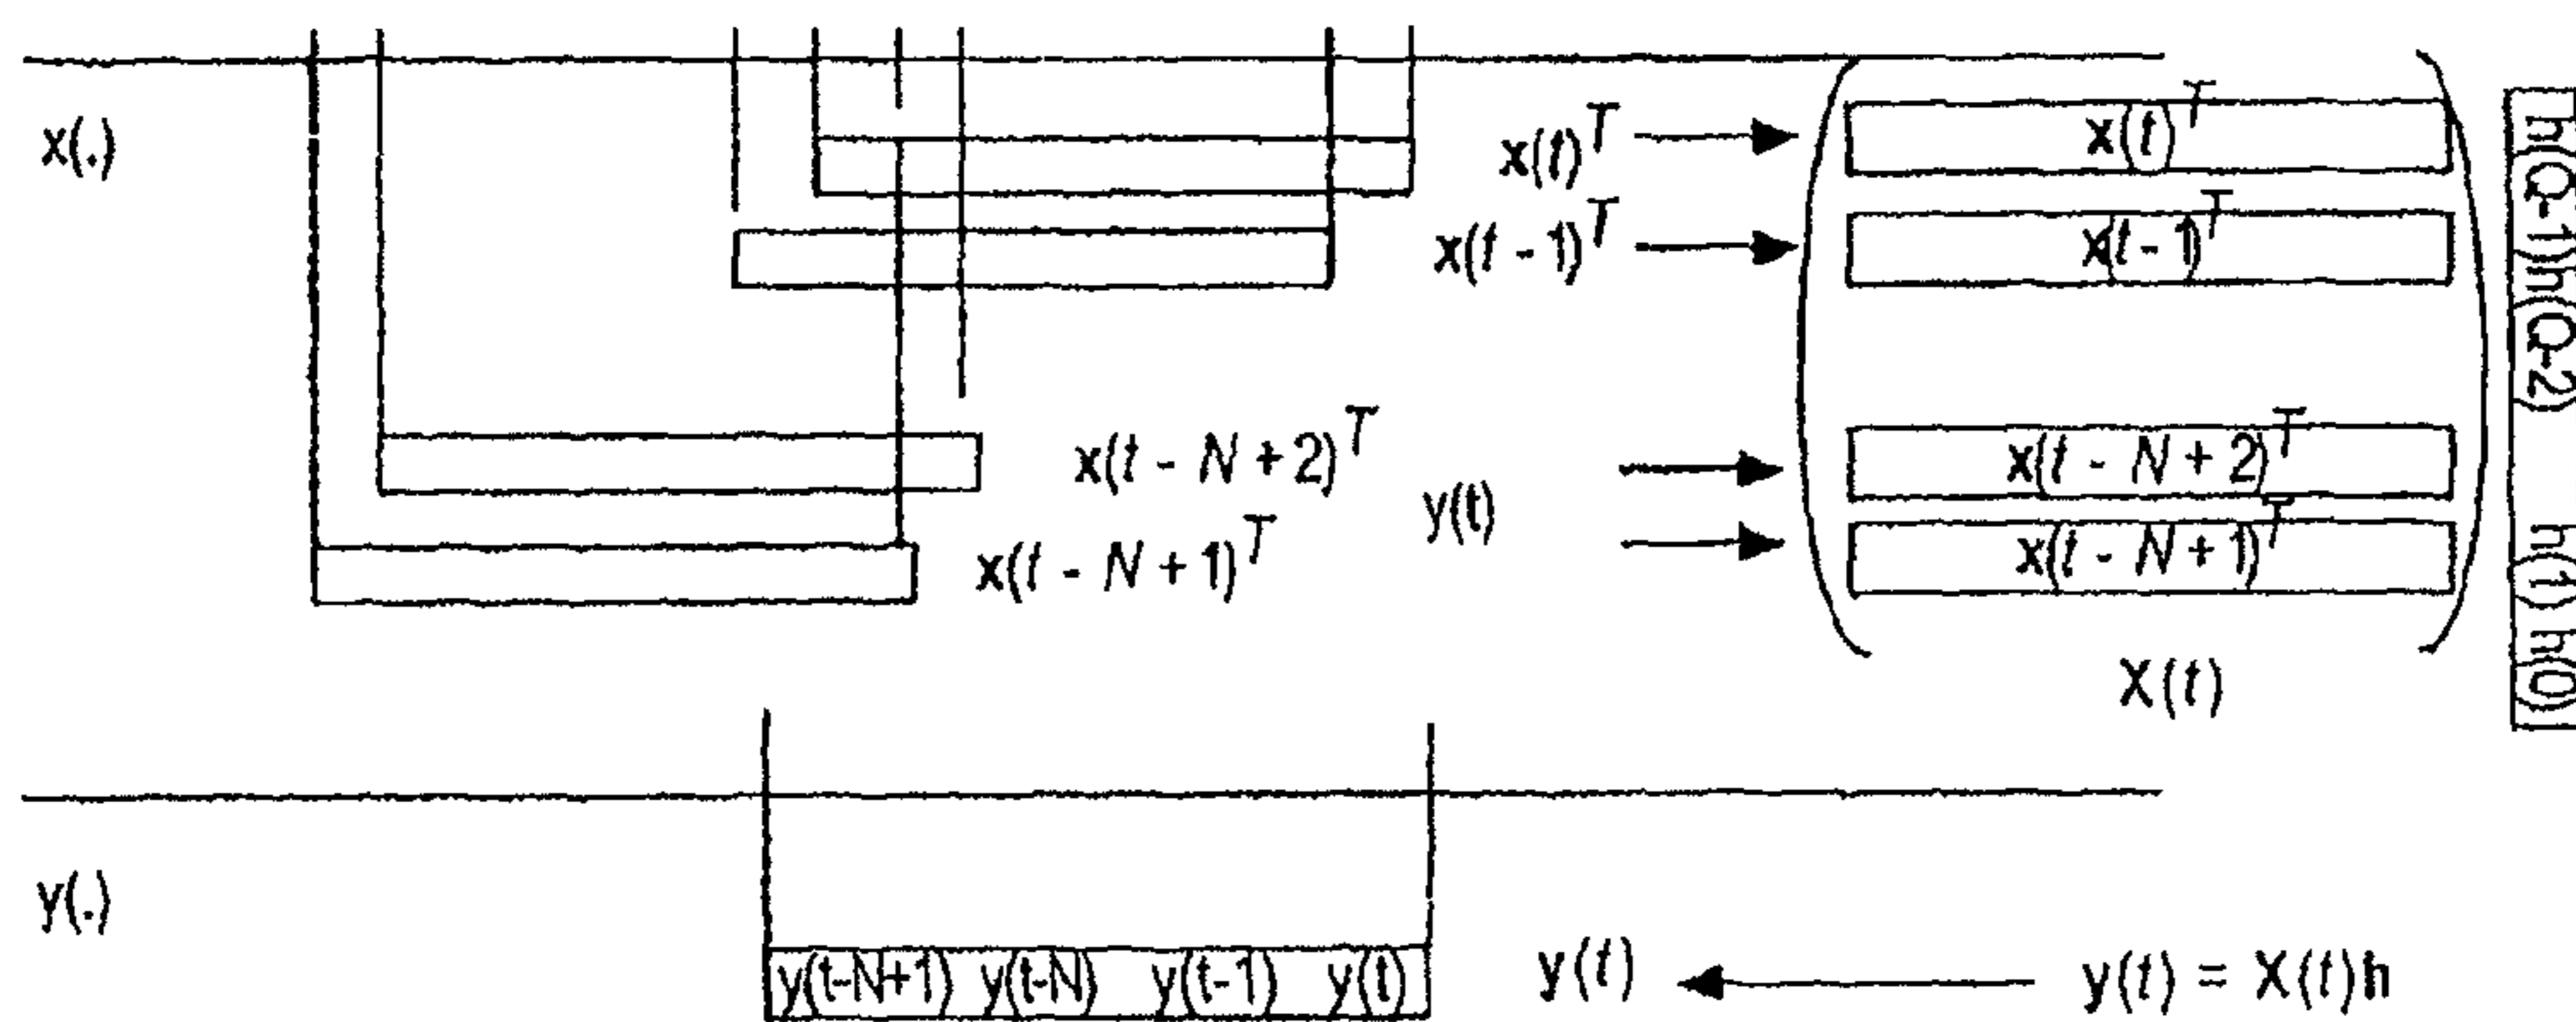 x(.)
x(t)^T
x(t-1)^T
x(t - N + 2)^T
x(t - N + 1)^T
y(t)
x(t)^T
x(t-1)^T
x(t - N + 2)^T
x(t - N + 1)^T
X(t)
h(Q-1)h(Q-2) h(1) h(0)
y(.)
y(t-N+1) y(t-N) y(t-1) y(t)
y(t)
y(t) = X(t)h